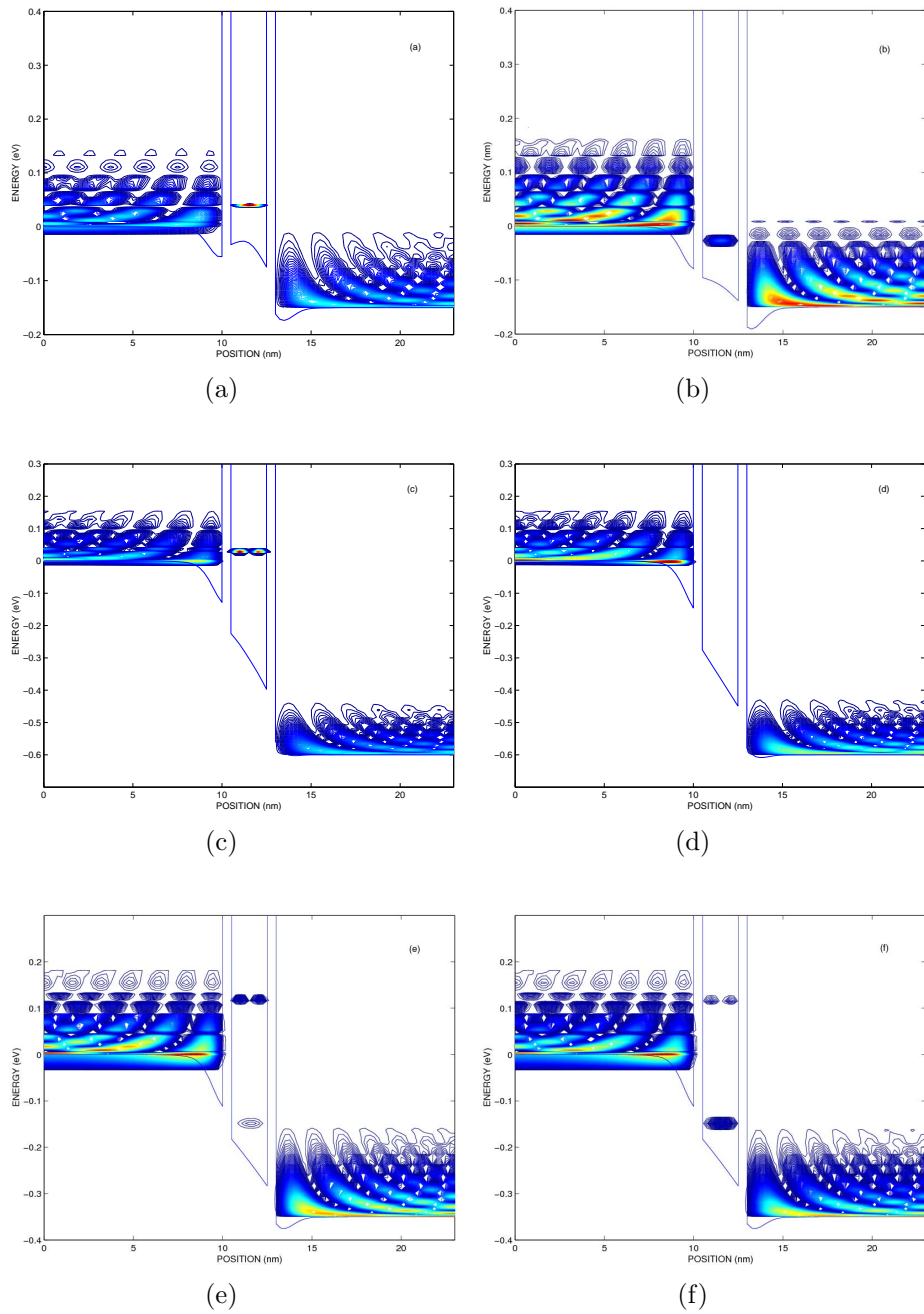 0.4
0.3
0.2
0.1
0
−0.1
−0.2
ENERGY (eV)
(a)
0 5 10 15 20
POSITION (nm)
(a)
0.4
0.3
0.2
0.1
0
−0.1
−0.2
ENERGY (nm)
(b)
0 5 10 15 20
POSITION (nm)
(b)
0.3
0.2
0.1
0
−0.1
−0.2
−0.3
−0.4
−0.5
−0.6
ENERGY (eV)
(c)
0 5 10 15 20
POSITION (nm)
(c)
0.3
0.2
0.1
0
−0.1
−0.2
−0.3
−0.4
−0.5
−0.6
ENERGY (eV)
(d)
0 5 10 15 20
POSITION (nm)
(d)
0.2
0.1
0
−0.1
−0.2
−0.3
−0.4
ENERGY (eV)
(e)
0 5 10 15 20
POSITION (nm)
(e)
0.2
0.1
0
−0.1
−0.2
−0.3
−0.4
ENERGY (eV)
(f)
0 5 10 15 20
POSITION (nm)
(f)